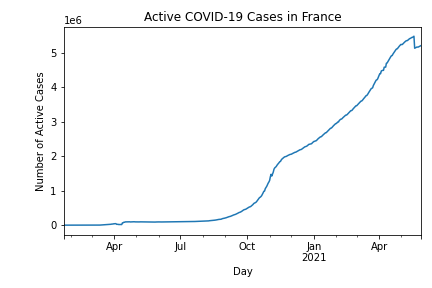 Active COVID-19 Cases in France
1e6
5
4
3
2
1
0
Number of Active Cases
Apr Jul Oct Jan Apr
2021
Day